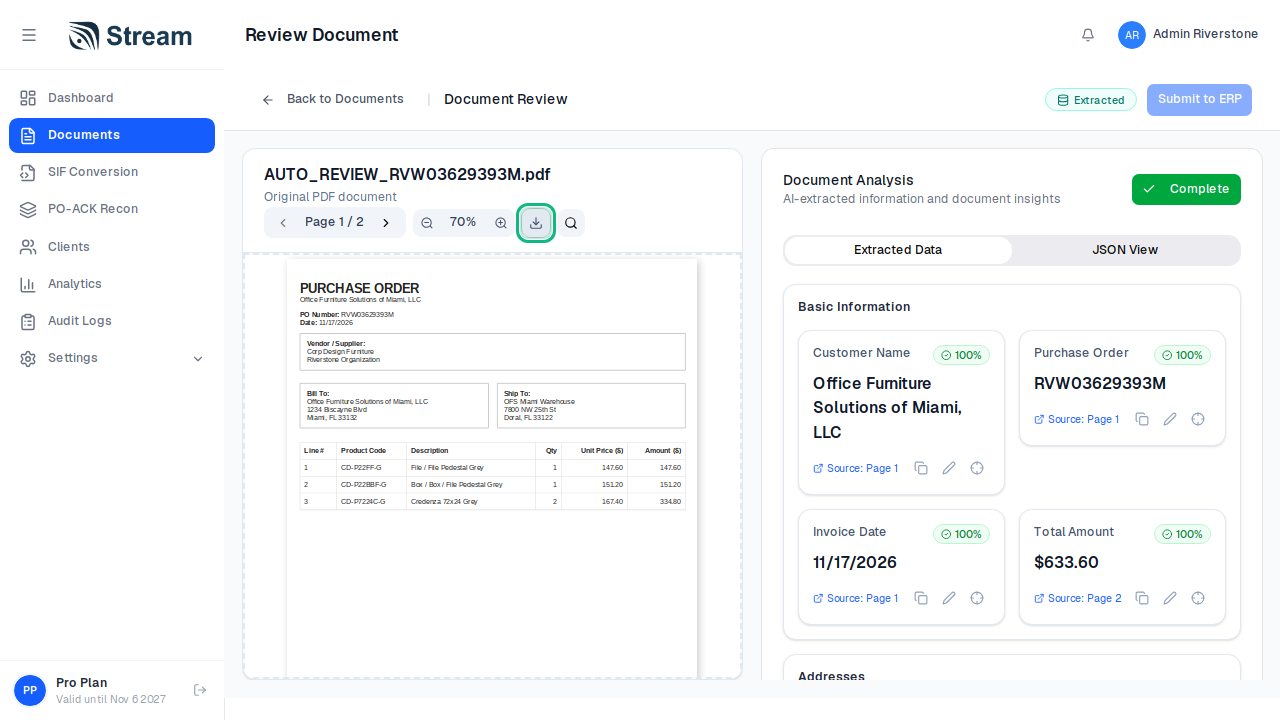 Stream
Review Document
AR
Admin Riverstone
Dashboard
Documents
SIF Conversion
PO-ACK Recon
Clients
Analytics
Audit Logs
Settings
PP
Pro Plan
Valid until Nov 6 2027
Back to Documents
Document Review
Extracted
Submit to ERP
AUTO_REVIEW_RVW03629393M.pdf
Original PDF document
Page 1 / 2
70%
PURCHASE ORDER
Office Furniture Solutions of Miami, LLC
PO Number: RVW03629393M
Date: 11/17/2026
Vendor / Supplier:
Corp Design Furniture
Riverstone Organization
Bill To:
Office Furniture Solutions of Miami, LLC
1234 Biscayne Blvd
Miami, FL 33132
Ship To:
OFS Miami Warehouse
7800 NW 25th St
Doral, FL 33122
Line # Product Code Description Qty Unit Price ($) Amount ($)
1 CD-P22FF-G File / File Pedestal Grey 1 147.60 147.60
2 CD-P22BBF-G Box / Box / File Pedestal Grey 1 151.20 151.20
3 CD-P7224C-G Credenza 72x24 Grey 2 167.40 334.80
Document Analysis
AI-extracted information and document insights
Complete
Extracted Data
JSON View
Basic Information
Customer Name
100%
Office Furniture
Solutions of Miami,
LLC
Source: Page 1
Purchase Order
100%
RVW03629393M
Source: Page 1
Invoice Date
100%
11/17/2026
Source: Page 1
Total Amount
100%
$633.60
Source: Page 2
Addresses